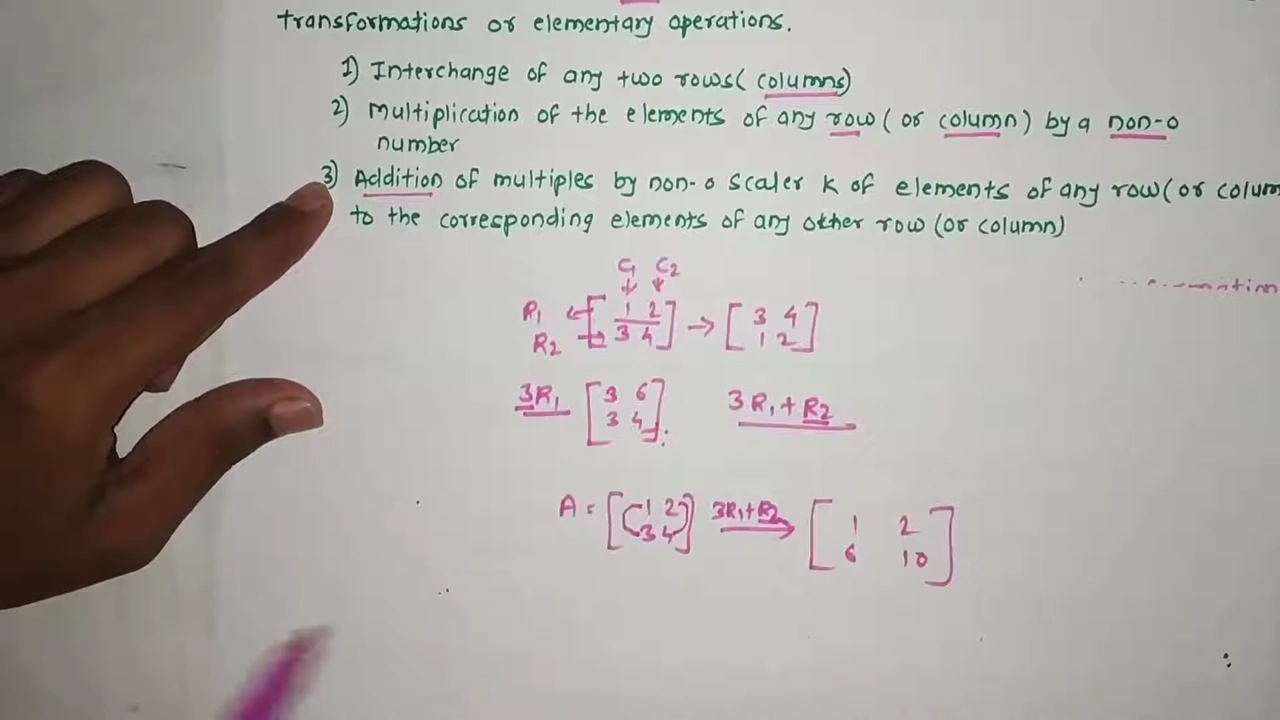 transformations or elementary operations.
1) Interchange of any two rows( columns)
2) Multiplication of the elements of any row( or column) by a non-0
number
3) Addition of multiples by non-0 scaler K of elements of any row(or colum
to the corresponding elements of any other row (or column)
C1 C2
R1 ← [ 1 2 ] → [ 3 4 ]
R2 [ 3 4 ] [ 1 2 ]
3R1 [ 3 6 ] 3R1 + R2
[ 3 4 ]
A = [ 1 2 ] 3R1+R2 → [ 1 2 ]
[ 3 4 ] [ 6 10 ]